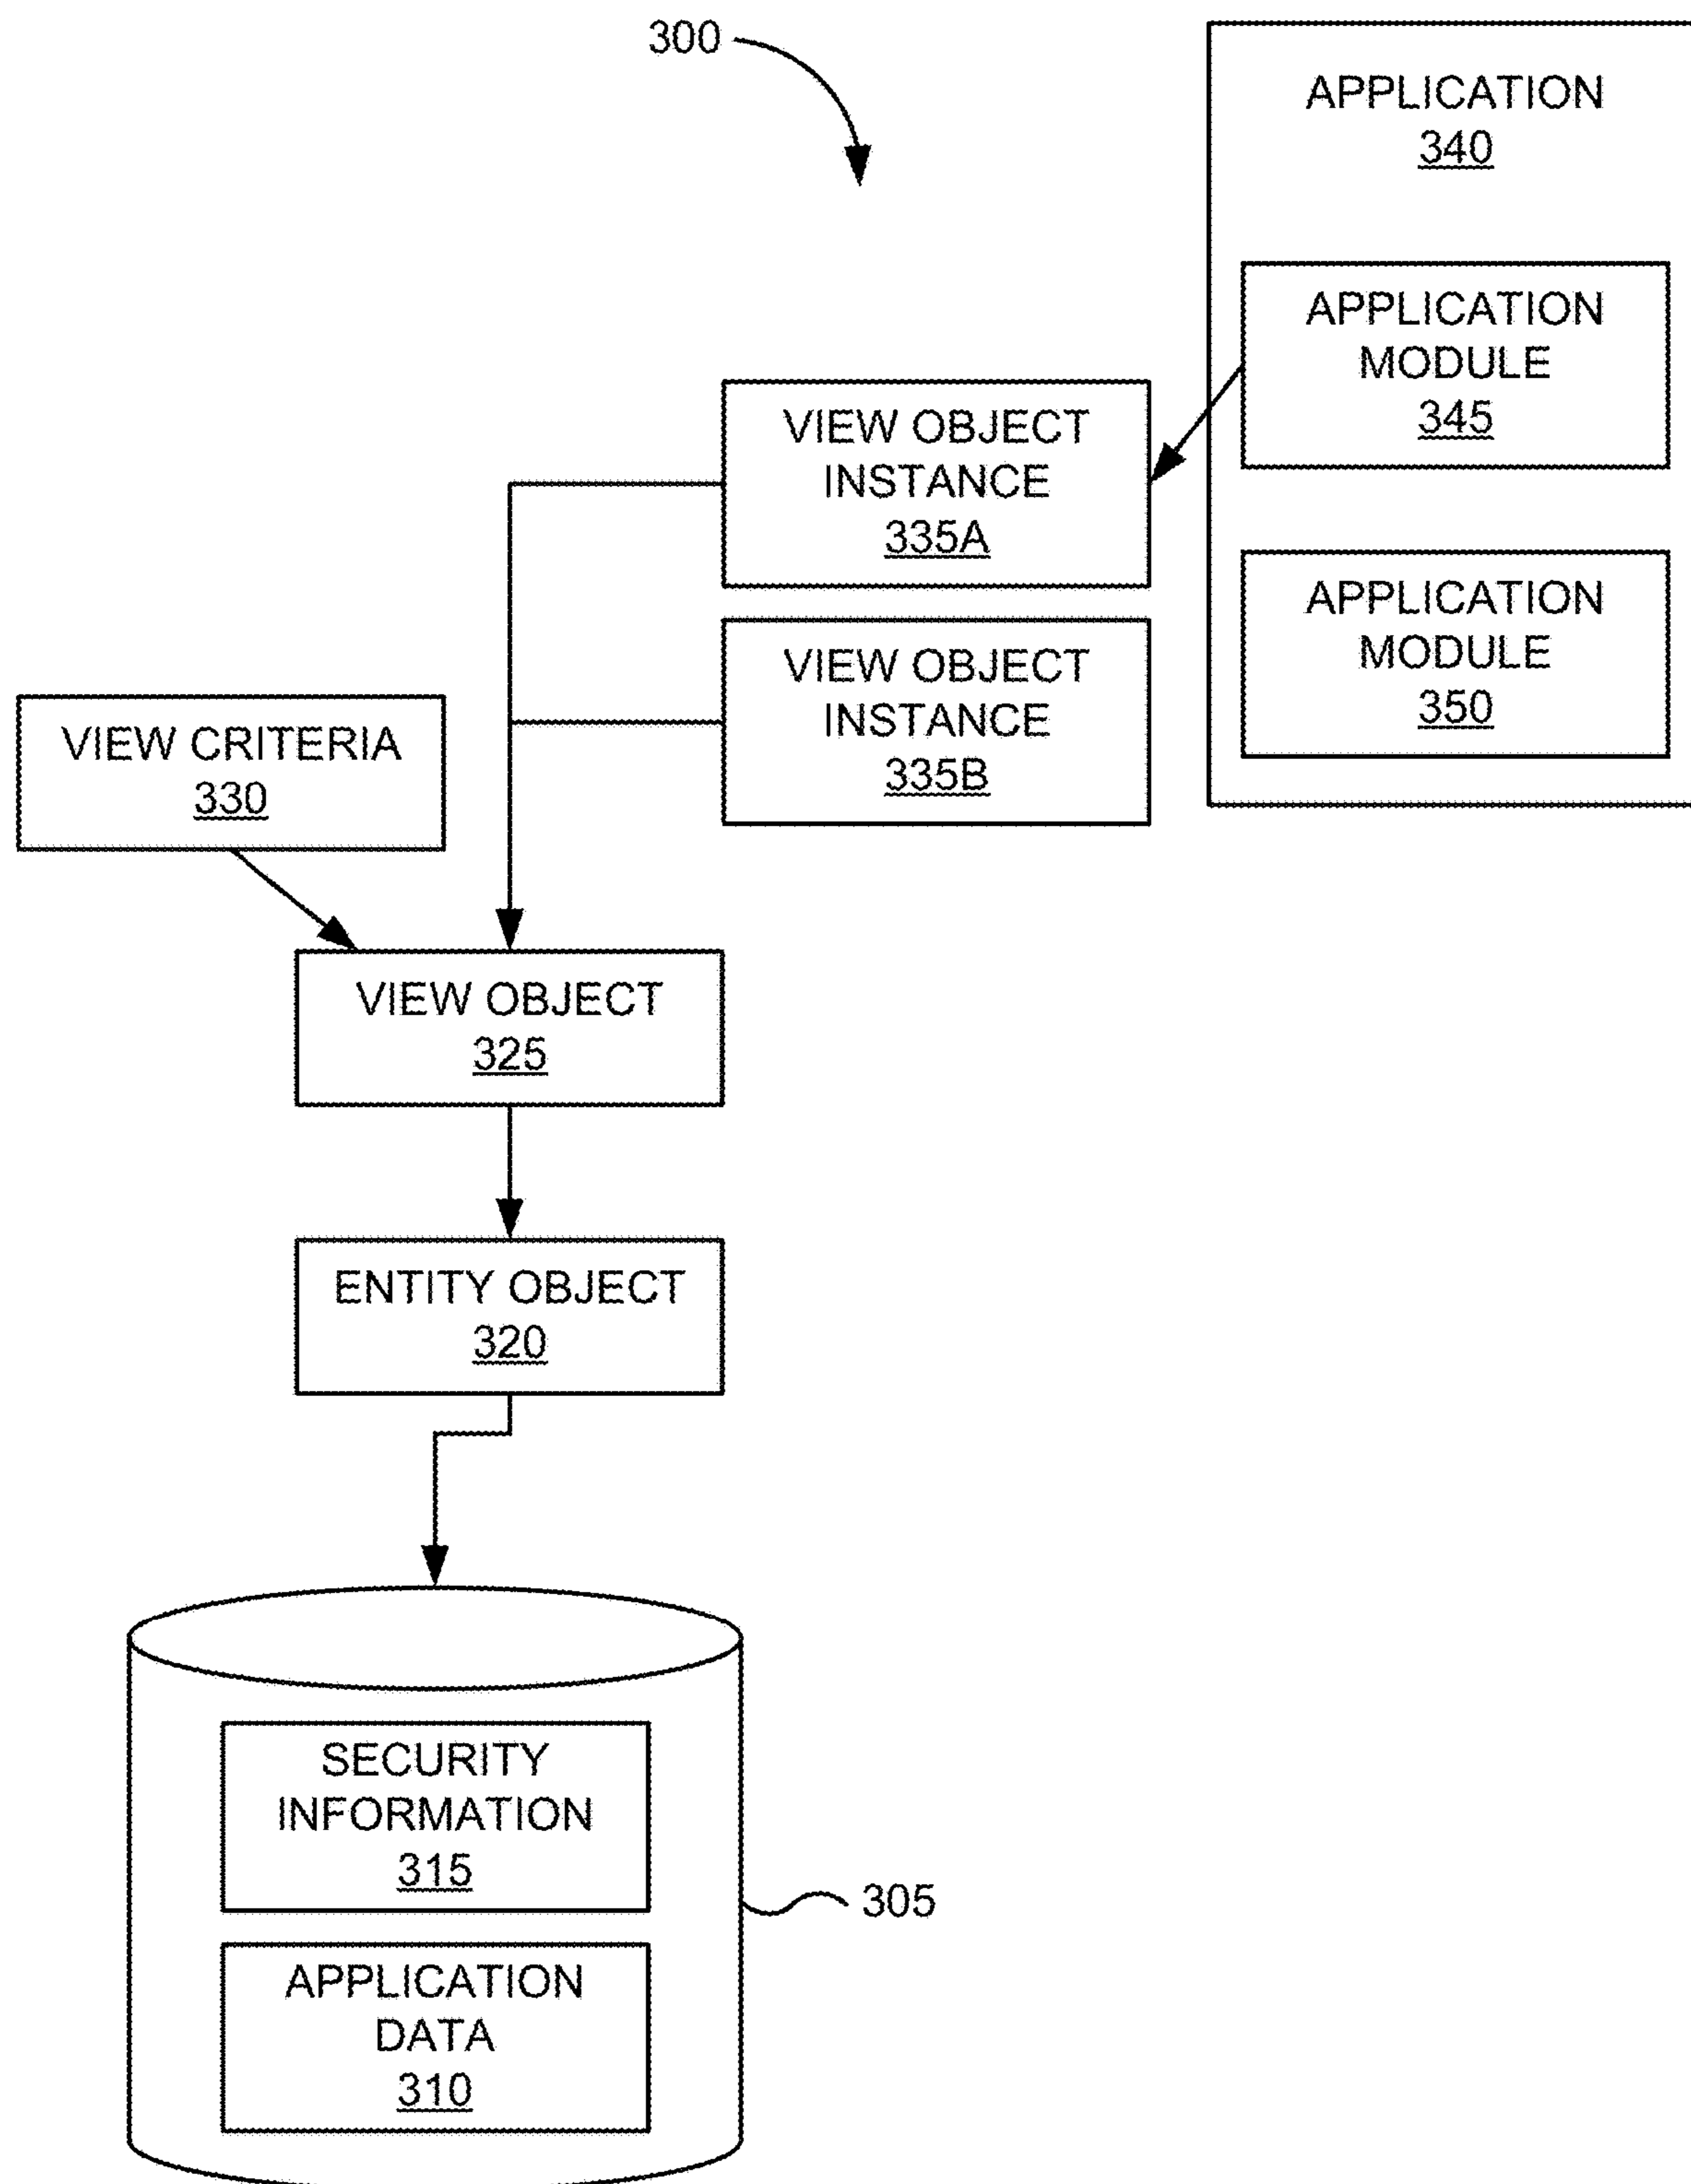 300
APPLICATION
340
APPLICATION
MODULE
345
VIEW OBJECT
INSTANCE
335A
APPLICATION
MODULE
350
VIEW OBJECT
INSTANCE
335B
VIEW CRITERIA
330
VIEW OBJECT
325
ENTITY OBJECT
320
SECURITY
INFORMATION
315
305
APPLICATION
DATA
310